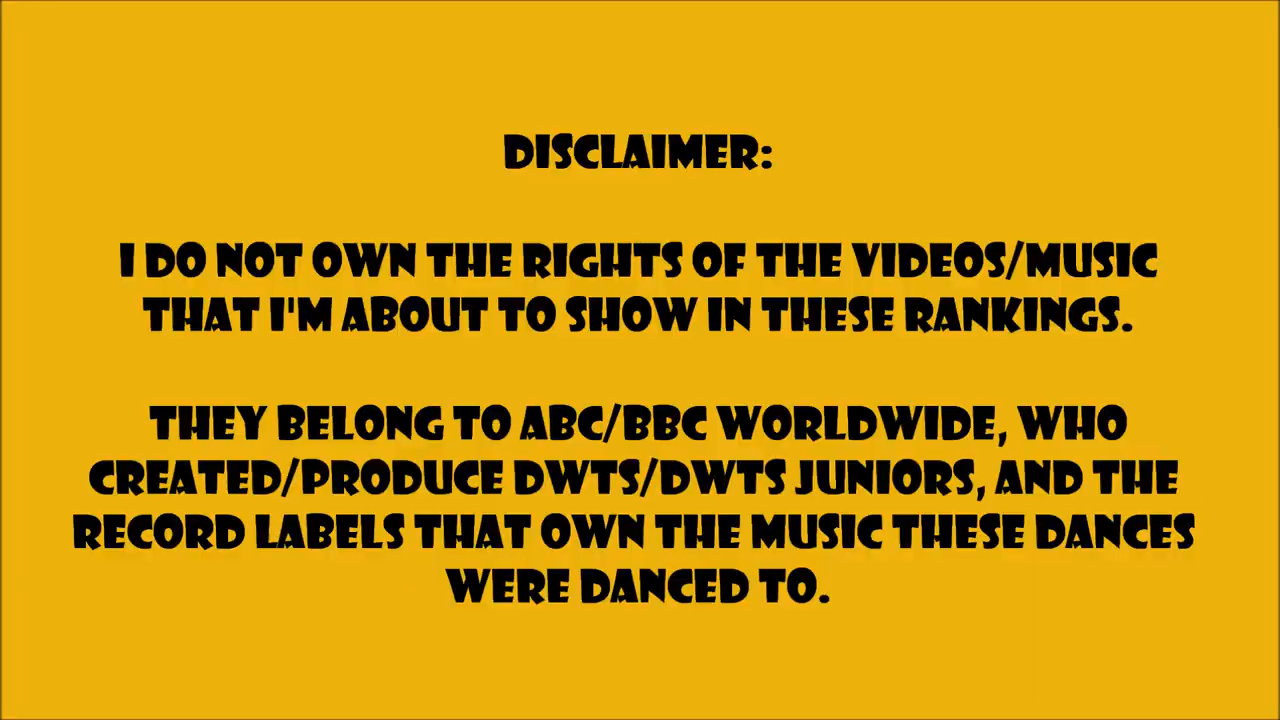 DISCLAIMER:
I DO NOT OWN THE RIGHTS OF THE VIDEOS/MUSIC
THAT I'M ABOUT TO SHOW IN THESE RANKINGS.
THEY BELONG TO ABC/BBC WORLDWIDE, WHO
CREATED/PRODUCE DWTS/DWTS JUNIORS, AND THE
RECORD LABELS THAT OWN THE MUSIC THESE DANCES
WERE DANCED TO.